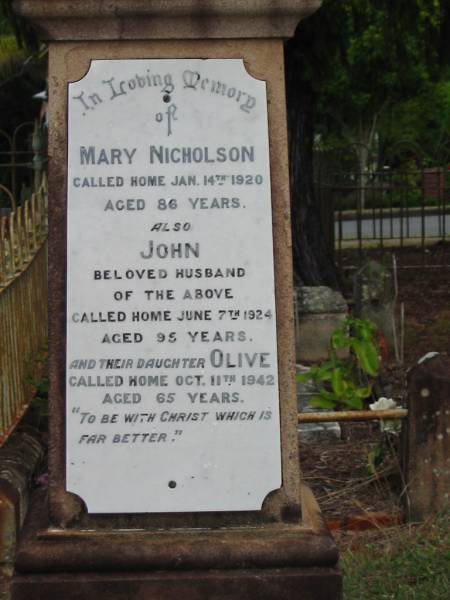 In Loving Memory
of
MARY NICHOLSON
CALLED HOME JAN. 14TH 1920
AGED 86 YEARS.
ALSO
JOHN
BELOVED HUSBAND
OF THE ABOVE
CALLED HOME JUNE 7TH 1924
AGED 95 YEARS.
AND THEIR DAUGHTER OLIVE
CALLED HOME OCT. 11TH 1942
AGED 65 YEARS.
"TO BE WITH CHRIST WHICH IS
FAR BETTER."